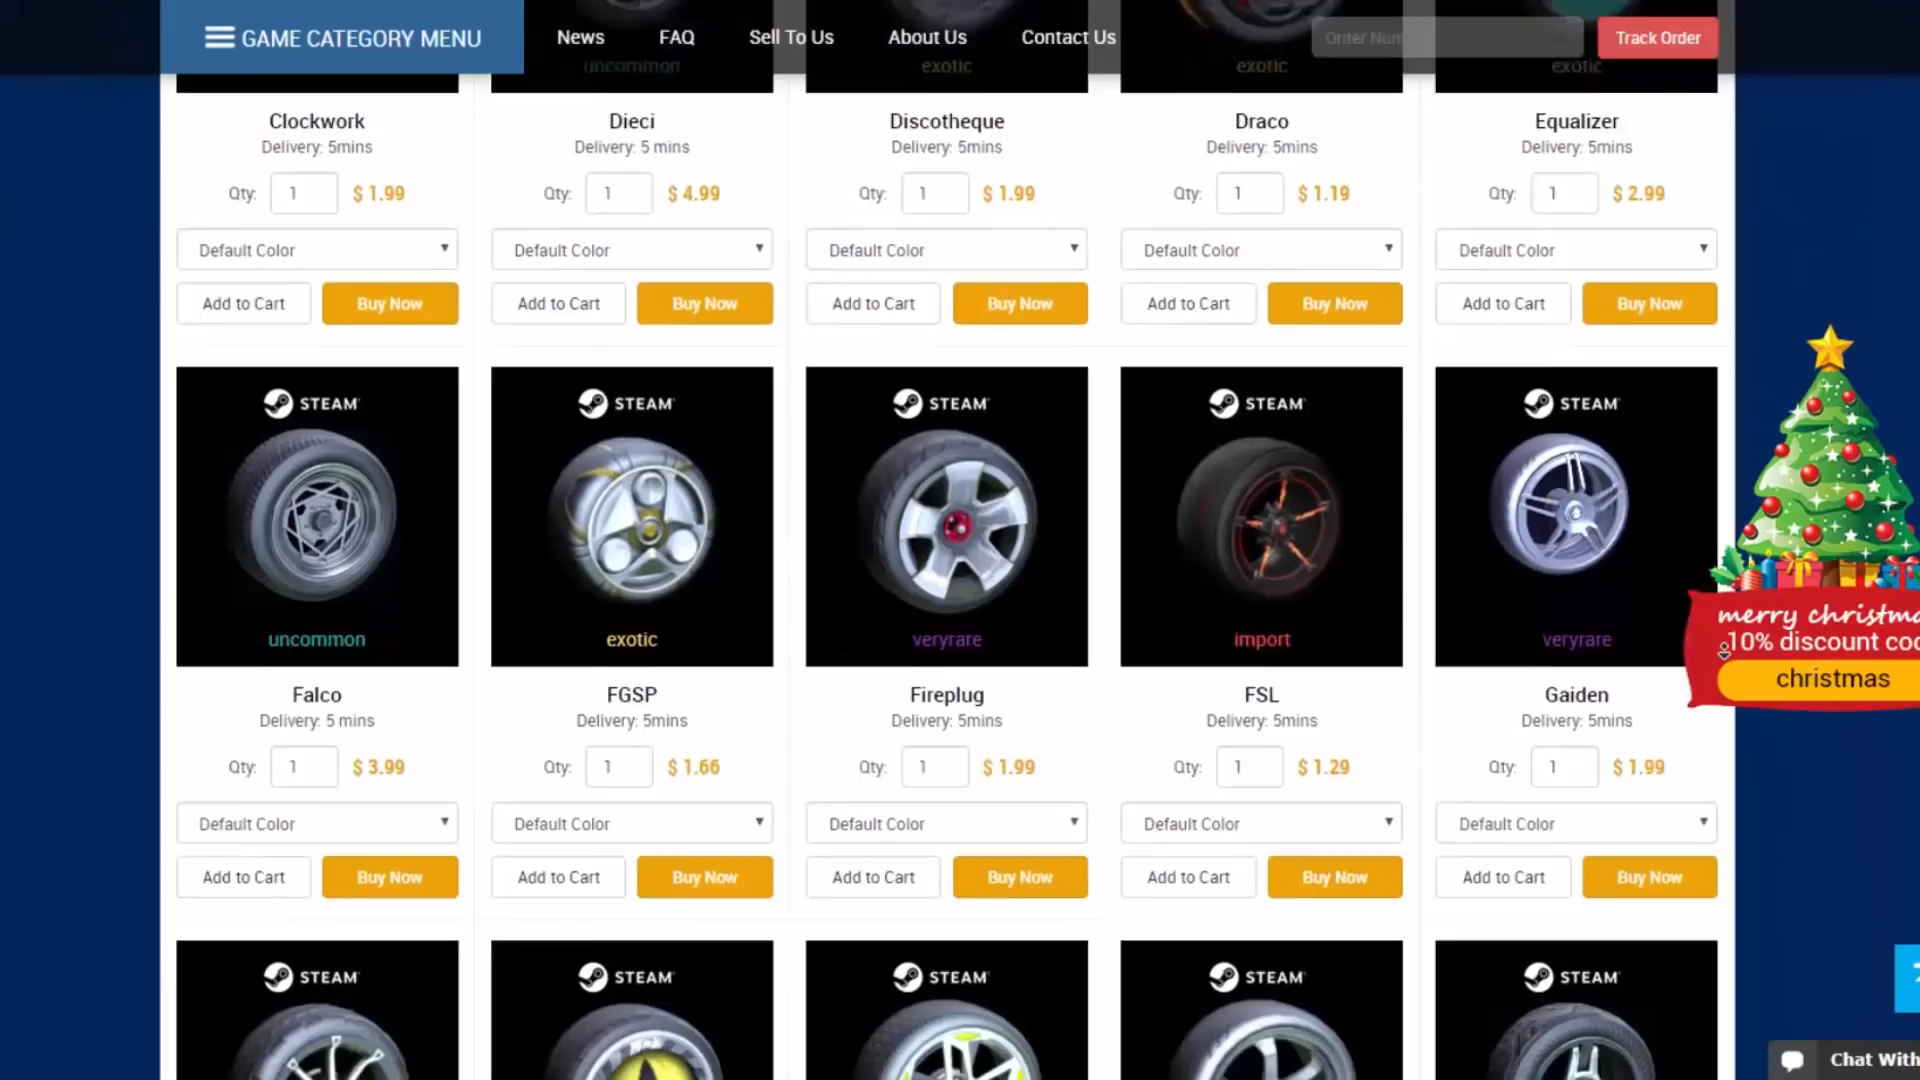 GAME CATEGORY MENU News FAQ Sell To Us About Us Contact Us Order Num Track Order
uncommon exotic exotic exotic
Clockwork Dieci Discotheque Draco Equalizer
Delivery: 5mins Delivery: 5 mins Delivery: 5mins Delivery: 5mins Delivery: 5mins
Qty: 1 $ 1.99 Qty: 1 $ 4.99 Qty: 1 $ 1.99 Qty: 1 $ 1.19 Qty: 1 $ 2.99
Default Color Default Color Default Color Default Color Default Color
Add to Cart Buy Now Add to Cart Buy Now Add to Cart Buy Now Add to Cart Buy Now Add to Cart Buy Now
STEAM STEAM STEAM STEAM STEAM
uncommon exotic veryrare import veryrare
Falco FGSP Fireplug FSL Gaiden
Delivery: 5 mins Delivery: 5mins Delivery: 5mins Delivery: 5mins Delivery: 5mins
Qty: 1 $ 3.99 Qty: 1 $ 1.66 Qty: 1 $ 1.99 Qty: 1 $ 1.29 Qty: 1 $ 1.99
Default Color Default Color Default Color Default Color Default Color
Add to Cart Buy Now Add to Cart Buy Now Add to Cart Buy Now Add to Cart Buy Now Add to Cart Buy Now
STEAM STEAM STEAM STEAM STEAM
merry christma
10% discount co
christmas
Chat With